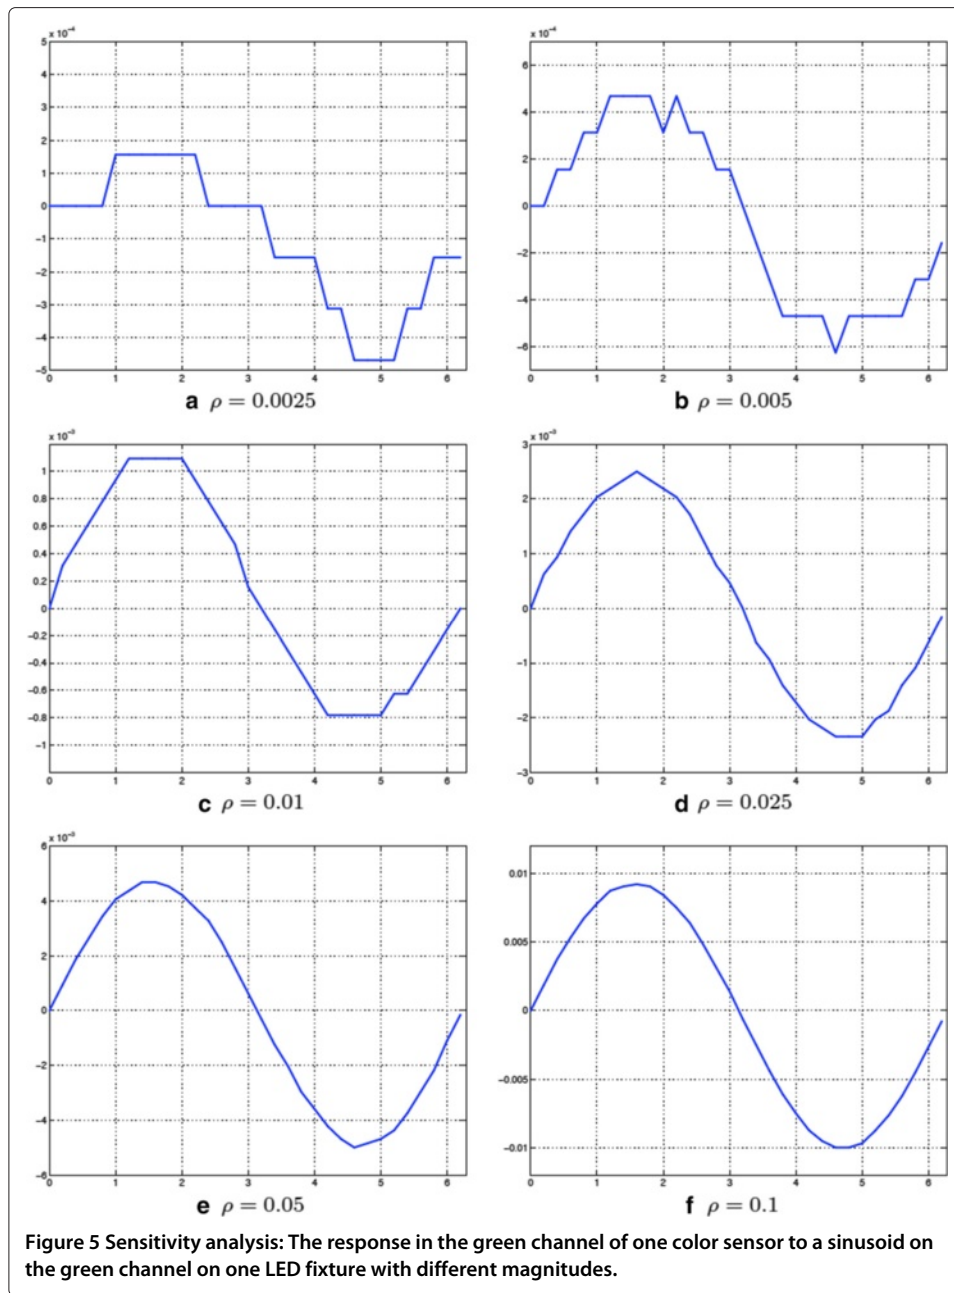 x 10⁻⁴
5
4
3
2
1
0
−1
−2
−3
−4
−5
0 1 2 3 4 5 6
a ρ = 0.0025
x 10⁻⁴
6
4
2
0
−2
−4
−6
0 1 2 3 4 5 6
b ρ = 0.005
x 10⁻³
1
0.8
0.6
0.4
0.2
0
−0.2
−0.4
−0.6
−0.8
−1
0 1 2 3 4 5 6
c ρ = 0.01
x 10⁻³
3
2
1
0
−1
−2
−3
0 1 2 3 4 5 6
d ρ = 0.025
x 10⁻³
6
4
2
0
−2
−4
−6
0 1 2 3 4 5 6
e ρ = 0.05
0.01
0.005
0
−0.005
−0.01
0 1 2 3 4 5 6
f ρ = 0.1
Figure 5 Sensitivity analysis: The response in the green channel of one color sensor to a sinusoid on
the green channel on one LED fixture with different magnitudes.